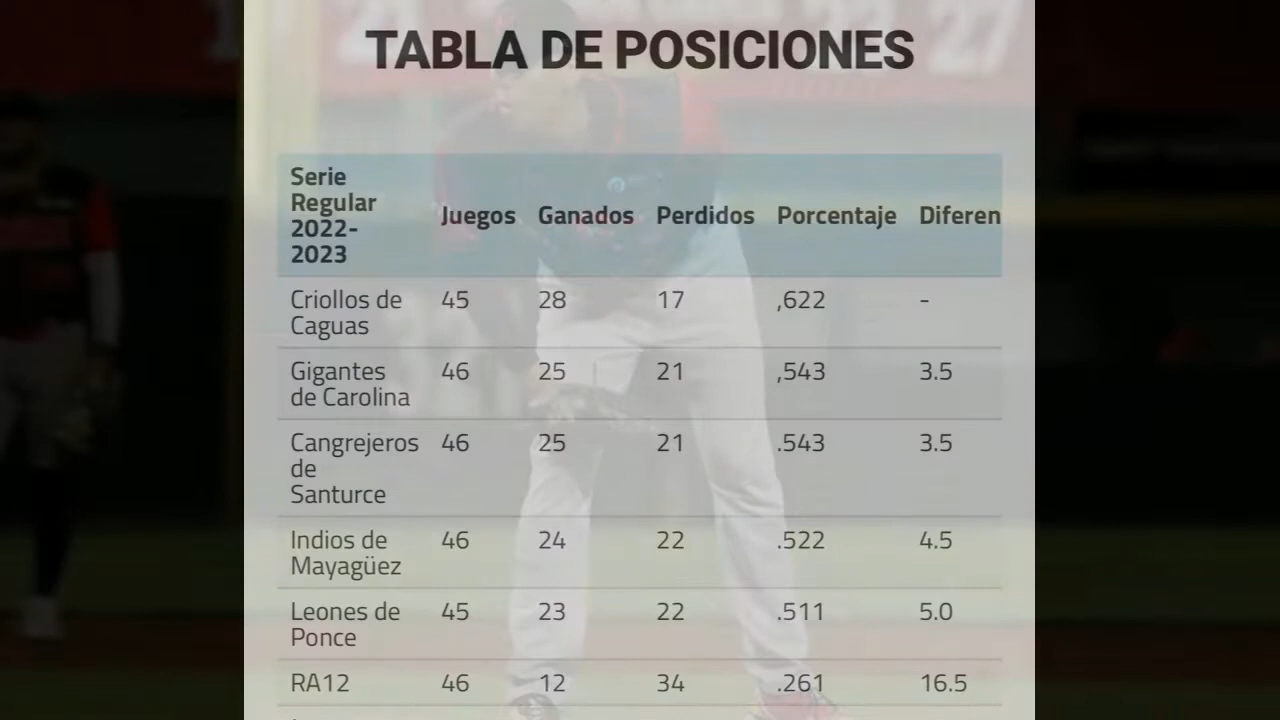 TABLA DE POSICIONES
Serie
Regular
2022-
2023
Juegos Ganados Perdidos Porcentaje Diferen
Criollos de
Caguas
45 28 17 ,622 -
Gigantes
de Carolina
46 25 21 ,543 3.5
Cangrejeros
de
Santurce
46 25 21 .543 3.5
Indios de
Mayagüez
46 24 22 .522 4.5
Leones de
Ponce
45 23 22 .511 5.0
RA12 46 12 34 .261 16.5